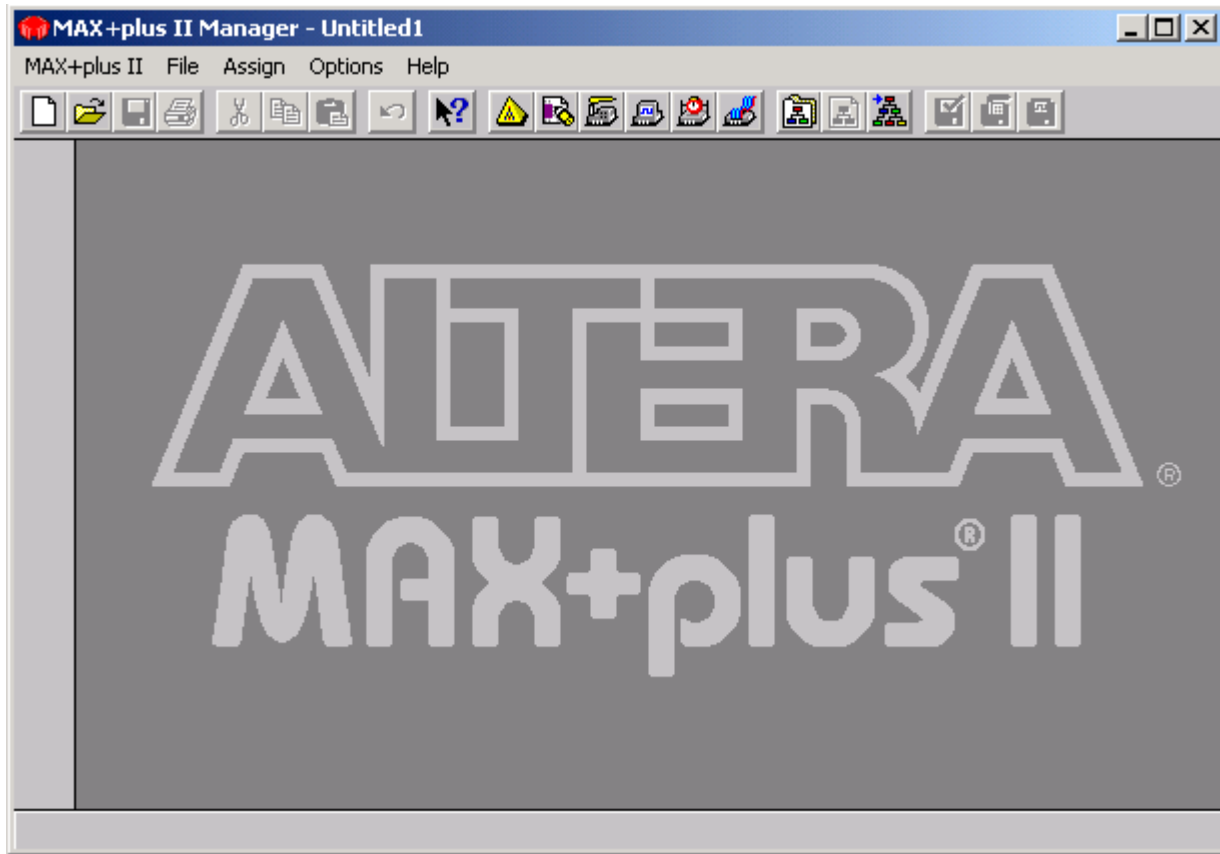 MAX+plus II Manager - Untitled1
MAX+plus II File Assign Options Help
ALTERA ®
MAX+plus® II